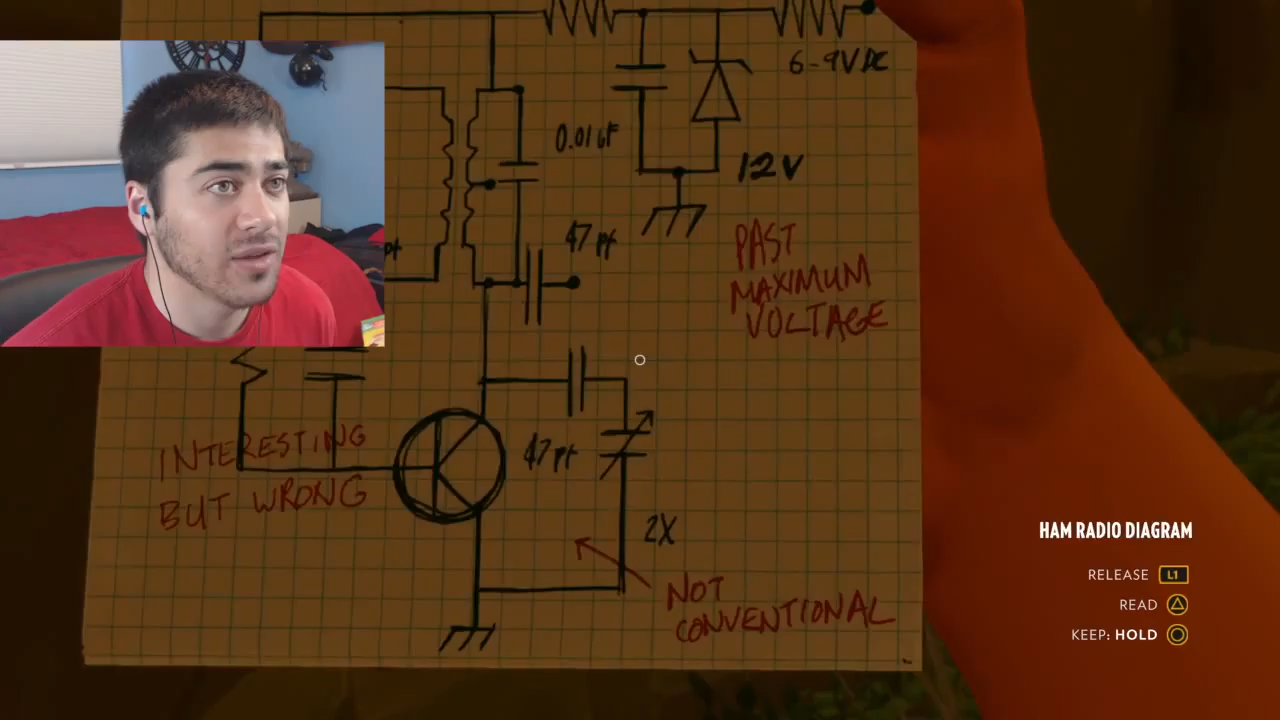 6-9VDC
0.01uF
12V
47pf
PAST
MAXIMUM
VOLTAGE
INTERESTING
BUT WRONG
47pf
2X
NOT
CONVENTIONAL
HAM RADIO DIAGRAM
RELEASE L1
READ
KEEP: HOLD